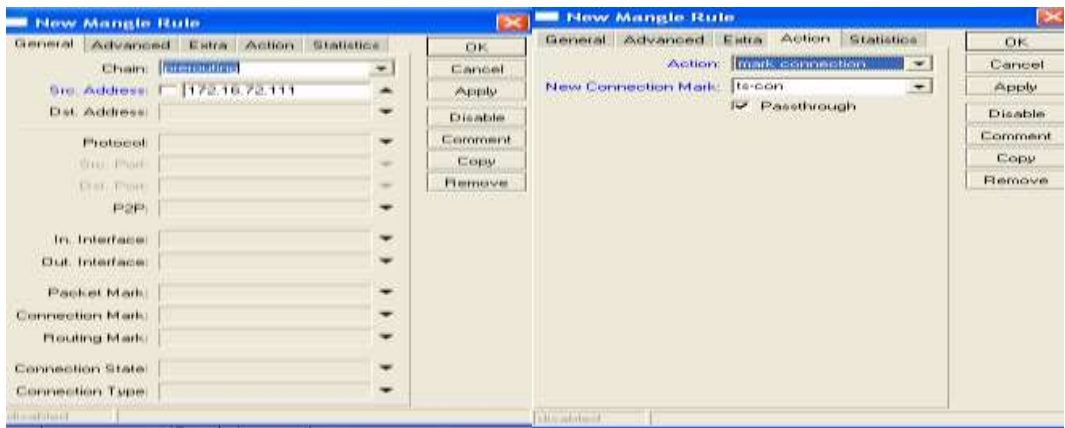 New Mangle Rule
General Advanced Extra Action Statistics
Chain: prerouting
Src. Address: 172.16.72.111
Dst. Address:
Protocol:
Src. Port:
Dst. Port:
P2P:
In. Interface:
Out. Interface:
Packet Mark:
Connection Mark:
Routing Mark:
Connection State:
Connection Type:
OK
Cancel
Apply
Disable
Comment
Copy
Remove
disabled
New Mangle Rule
General Advanced Extra Action Statistics
Action: mark connection
New Connection Mark: ts-con
Passthrough
OK
Cancel
Apply
Disable
Comment
Copy
Remove
disabled